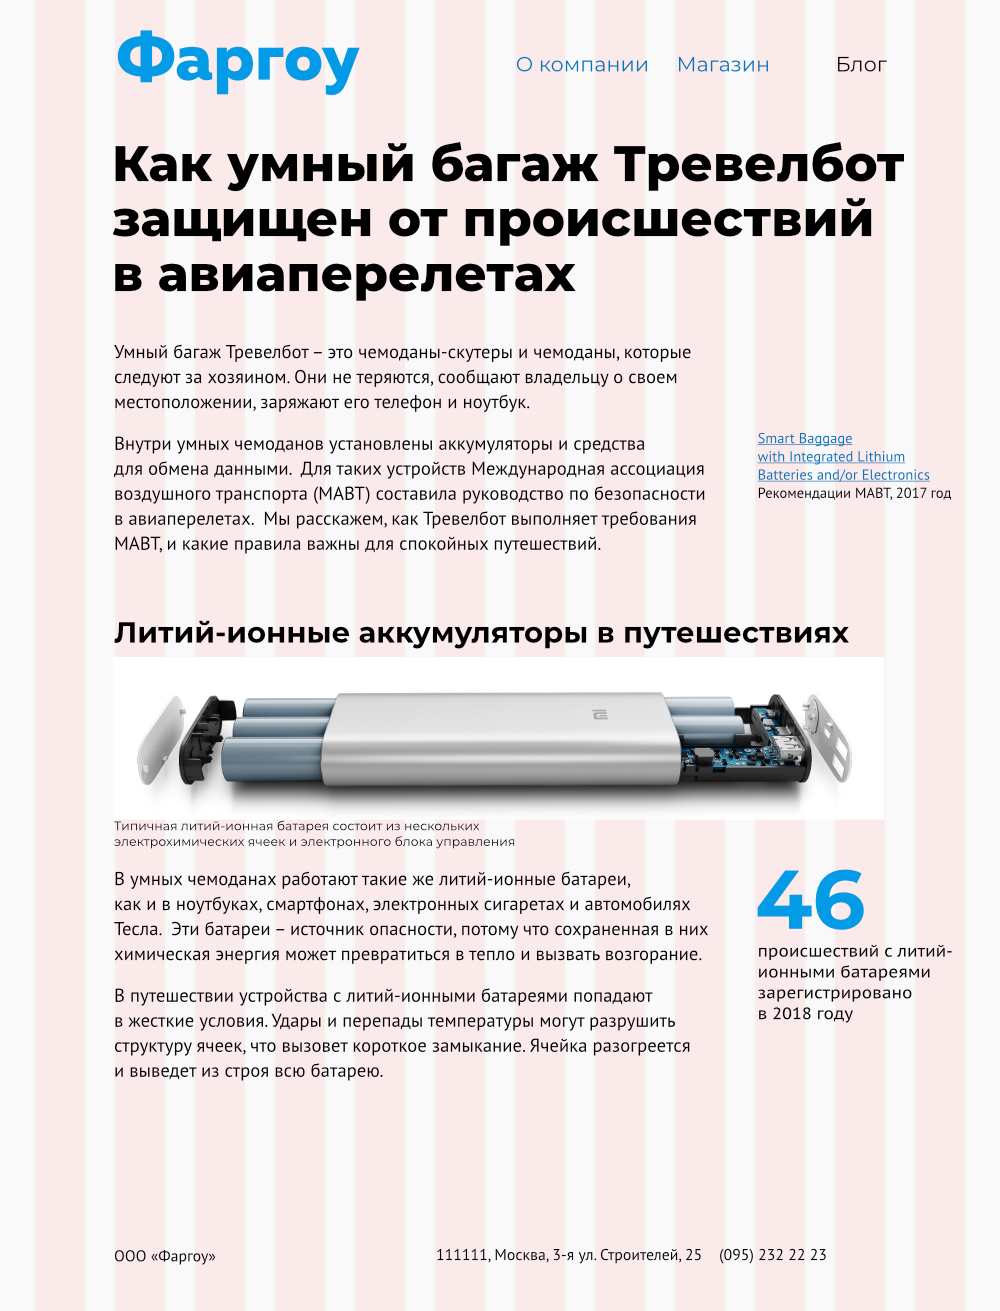 Фаргоу
О компании Магазин Блог
Как умный багаж Тревелбот
защищен от происшествий
в авиаперелетах
Умный багаж Тревелбот – это чемоданы-скутеры и чемоданы, которые
следуют за хозяином. Они не теряются, сообщают владельцу о своем
местоположении, заряжают его телефон и ноутбук.
Внутри умных чемоданов установлены аккумуляторы и средства
для обмена данными.  Для таких устройств Международная ассоциация
воздушного транспорта (МАВТ) составила руководство по безопасности
в авиаперелетах.  Мы расскажем, как Тревелбот выполняет требования
МАВТ, и какие правила важны для спокойных путешествий.
Smart Baggage
with Integrated Lithium
Batteries and/or Electronics
Рекомендации МАВТ, 2017 год
Литий-ионные аккумуляторы в путешествиях
Типичная литий-ионная батарея состоит из нескольких
электрохимических ячеек и электронного блока управления
В умных чемоданах работают такие же литий-ионные батареи,
как и в ноутбуках, смартфонах, электронных сигаретах и автомобилях
Тесла.  Эти батареи – источник опасности, потому что сохраненная в них
химическая энергия может превратиться в тепло и вызвать возгорание.
В путешествии устройства с литий-ионными батареями попадают
в жесткие условия. Удары и перепады температуры могут разрушить
структуру ячеек, что вызовет короткое замыкание. Ячейка разогреется
и выведет из строя всю батарею.
46
происшествий с литий-
ионными батареями
зарегистрировано
в 2018 году
ООО «Фаргоу» 111111, Москва, 3-я ул. Строителей, 25 (095) 232 22 23